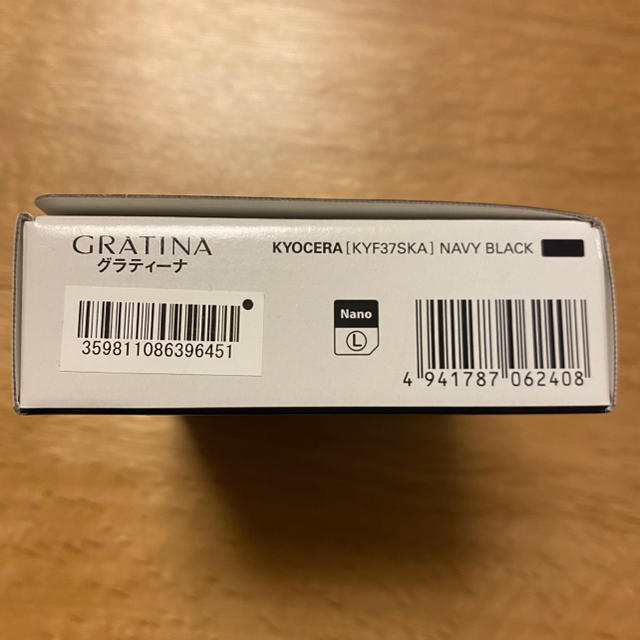 GRATINA
グラティーナ
KYOCERA [KYF37SKA] NAVY BLACK
359811086396451
Nano
L
4 941787 062408